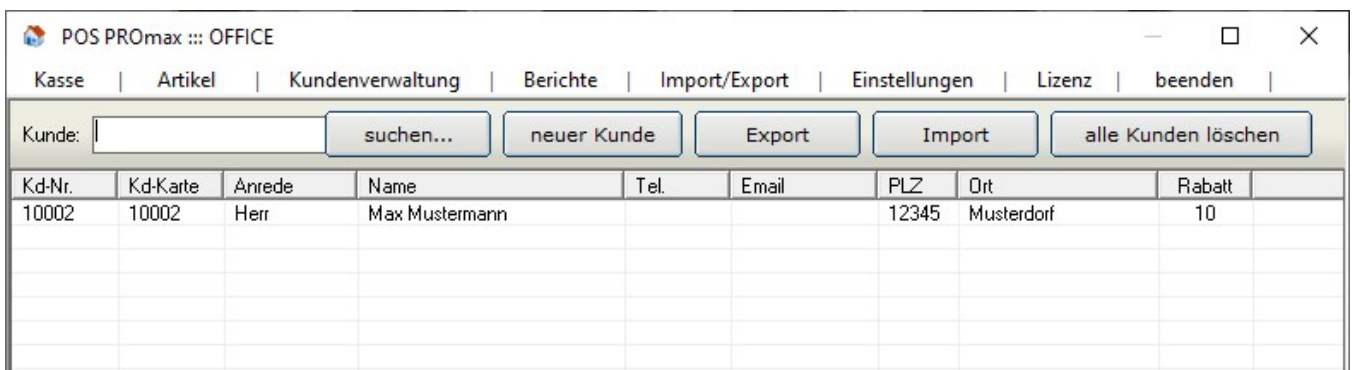 POS PROmax ::: OFFICE
Kasse | Artikel | Kundenverwaltung | Berichte | Import/Export | Einstellungen | Lizenz | beenden |
Kunde: suchen... neuer Kunde Export Import alle Kunden löschen
Kd-Nr. Kd-Karte Anrede Name Tel. Email PLZ Ort Rabatt
10002 10002 Herr Max Mustermann 12345 Musterdorf 10